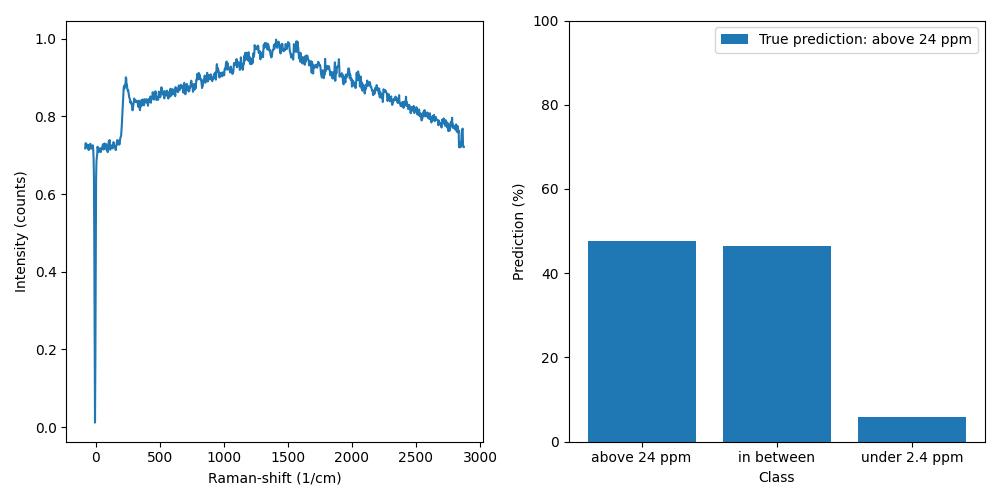 1.0
0.8
0.6
0.4
0.2
0.0
Intensity (counts)
0
500
1000
1500
2000
2500
3000
Raman-shift (1/cm)
100
80
60
40
20
0
Prediction (%)
True prediction: above 24 ppm
above 24 ppm
in between
under 2.4 ppm
Class